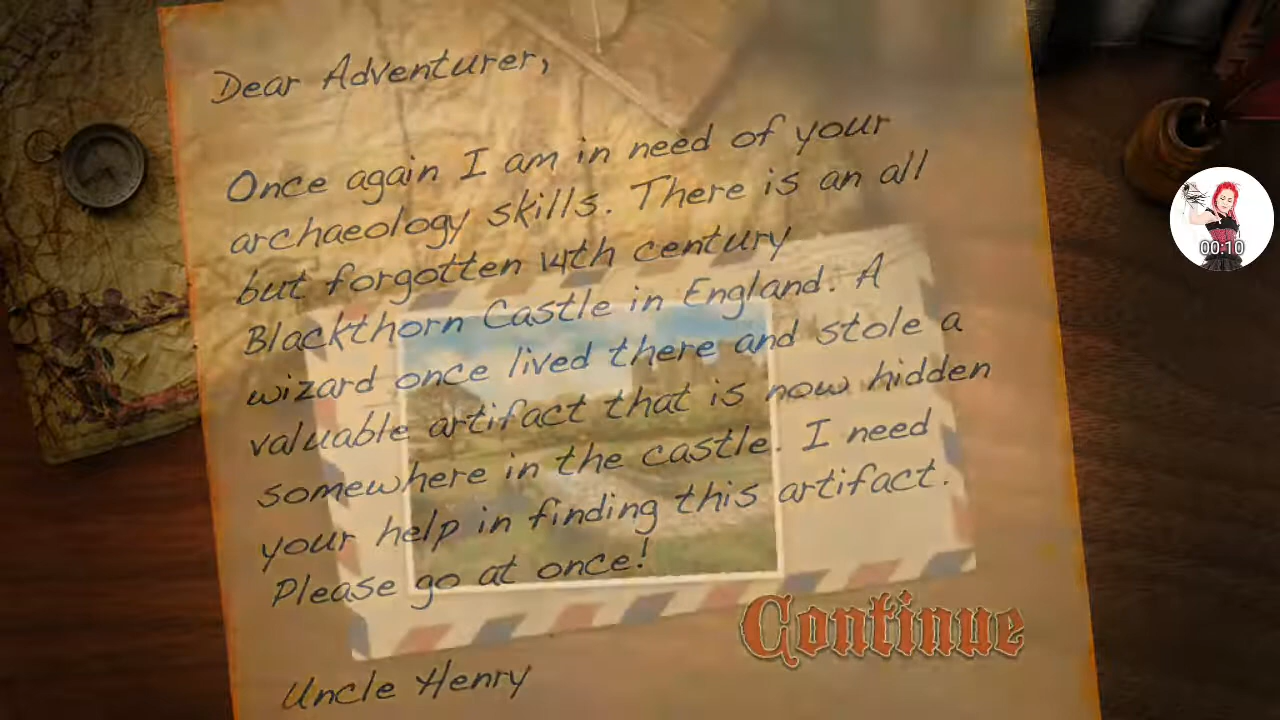 Dear Adventurer,
Once again I am in need of your
archaeology skills. There is an all
but forgotten 14th century
Blackthorn Castle in England. A
wizard once lived there and stole a
valuable artifact that is now hidden
somewhere in the castle. I need
your help in finding this artifact.
Please go at once!
Uncle Henry
Continue
00:10